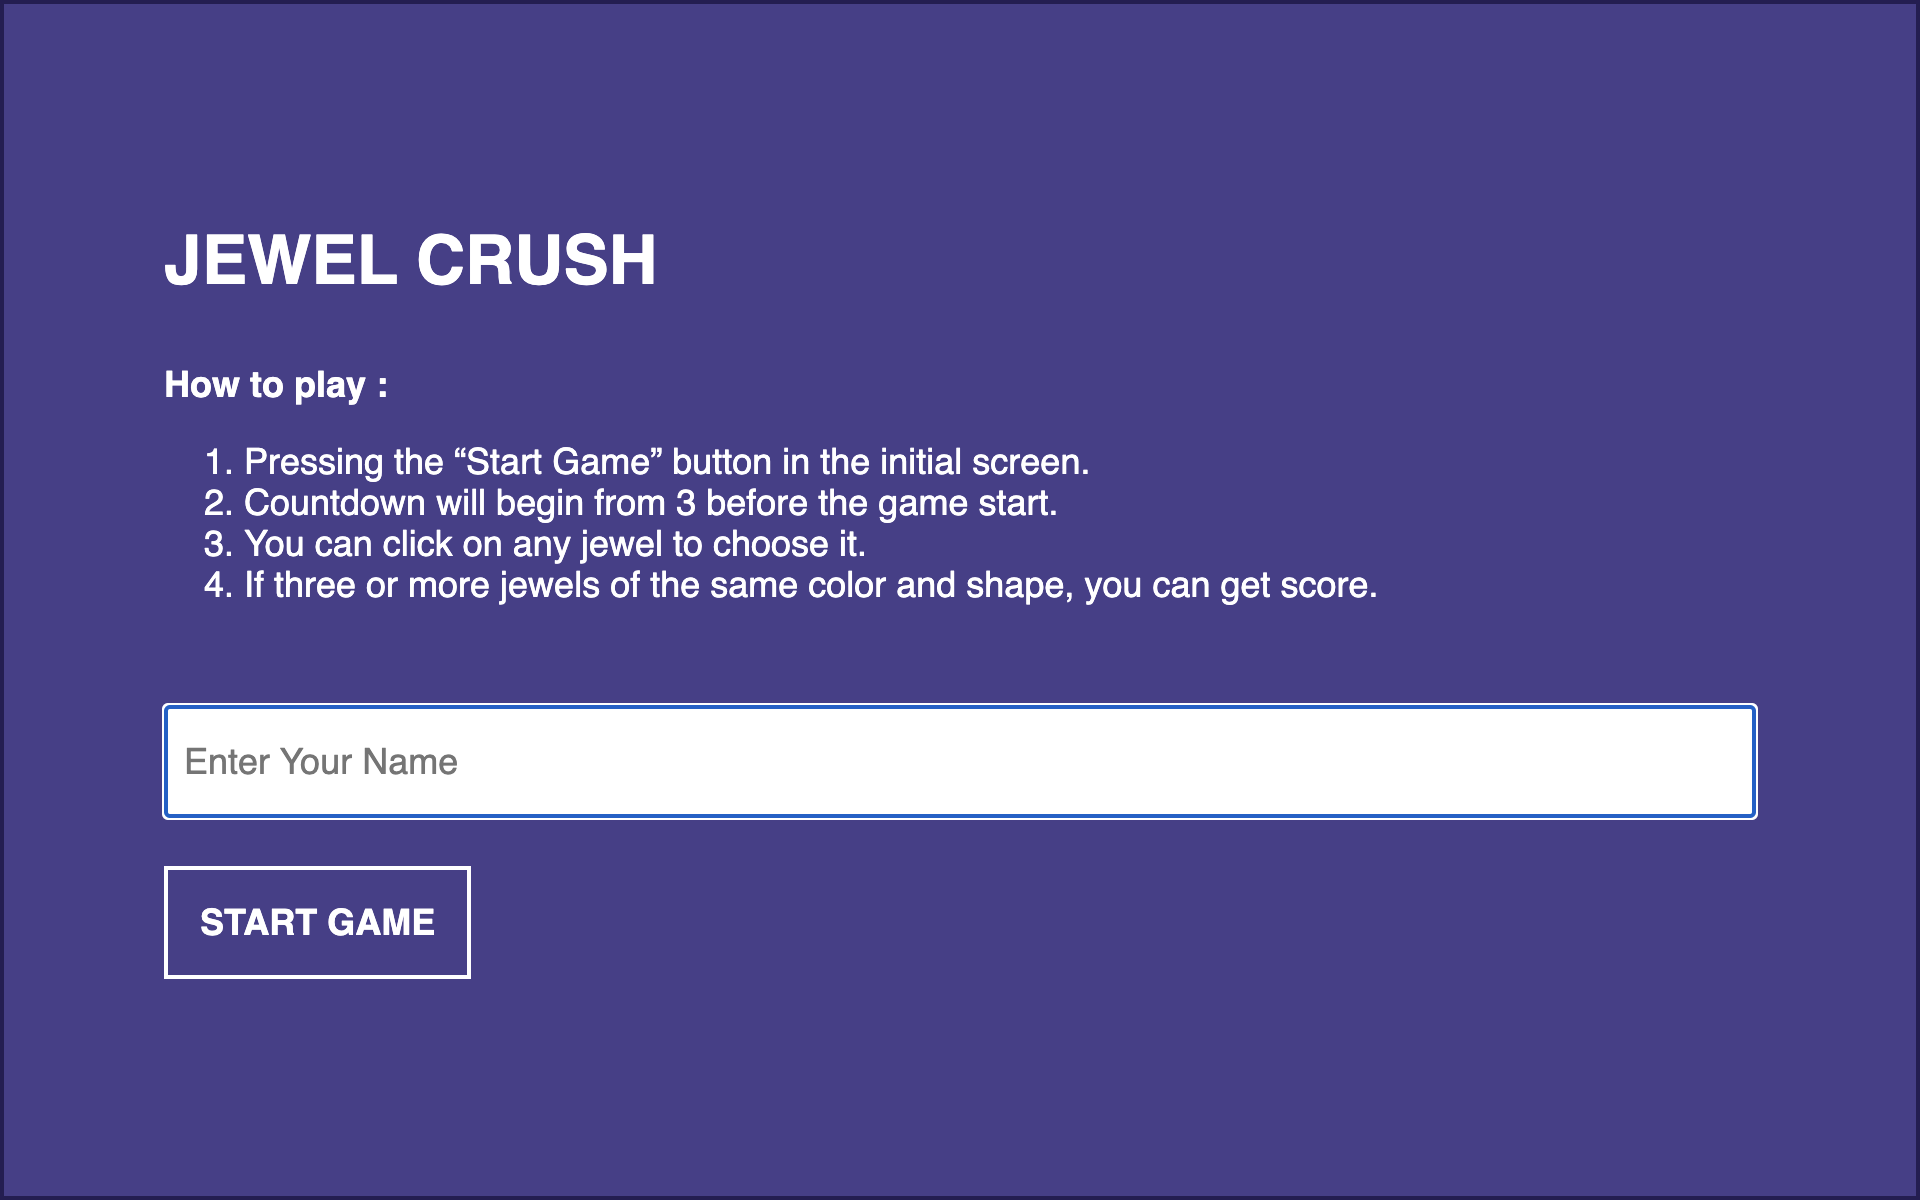 JEWEL CRUSH
How to play :
1. Pressing the “Start Game” button in the initial screen.
2. Countdown will begin from 3 before the game start.
3. You can click on any jewel to choose it.
4. If three or more jewels of the same color and shape, you can get score.
Enter Your Name
START GAME